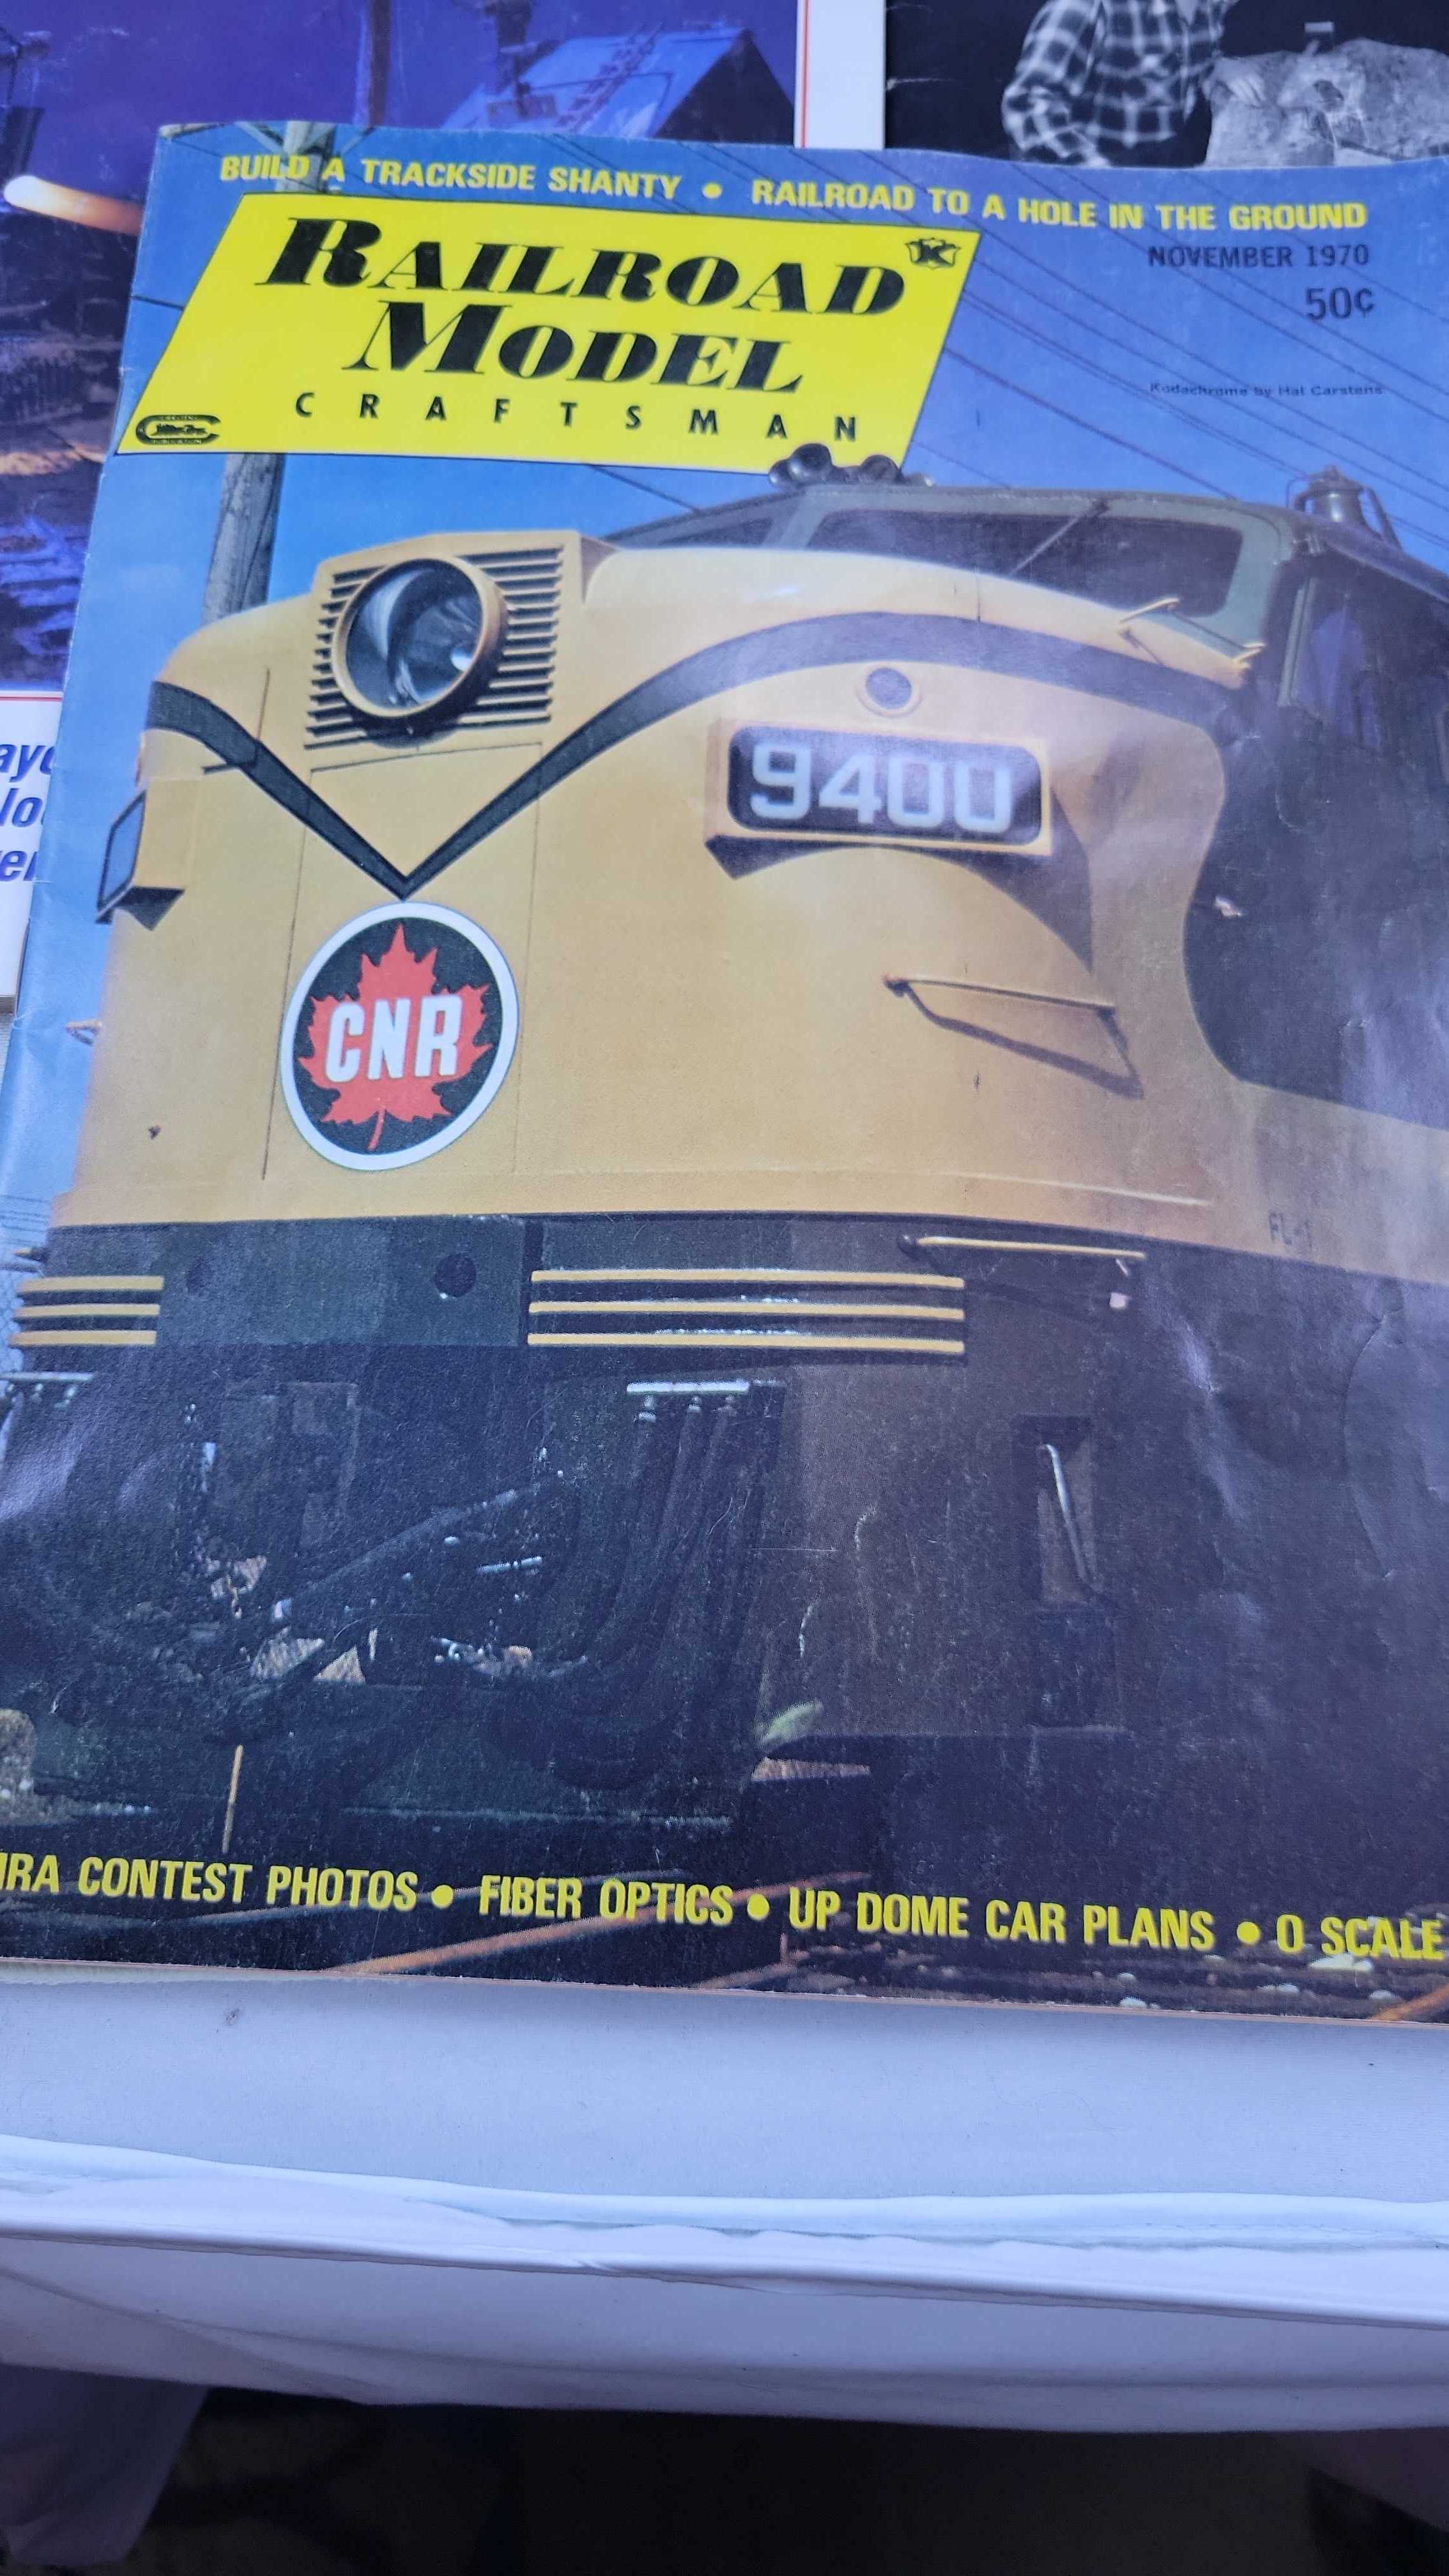 BUILD A TRACKSIDE SHANTY • RAILROAD TO A HOLE IN THE GROUND
NOVEMBER 1970
50¢
RAILROAD
MODEL
CRAFTSMAN
K
Kodachrome by Hal Carstens
9400
CNR
FL-1
CONTEST PHOTOS • FIBER OPTICS • UP DOME CAR PLANS • O SCALE